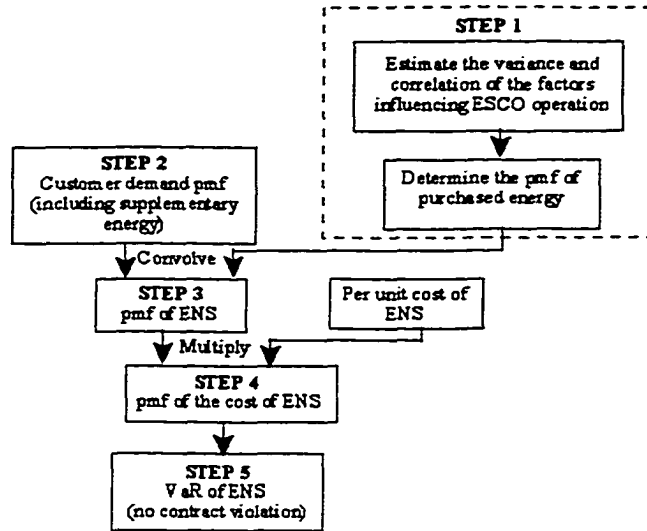 STEP 1
Estimate the variance and
correlation of the factors
influencing ESCO operation
Determine the pmf of
purchased energy
STEP 2
Customer demand pmf
(including supplementary
energy)
Convolve
STEP 3
pmf of ENS
Per unit cost of
ENS
Multiply
STEP 4
pmf of the cost of ENS
STEP 5
VaR of ENS
(no contract violation)